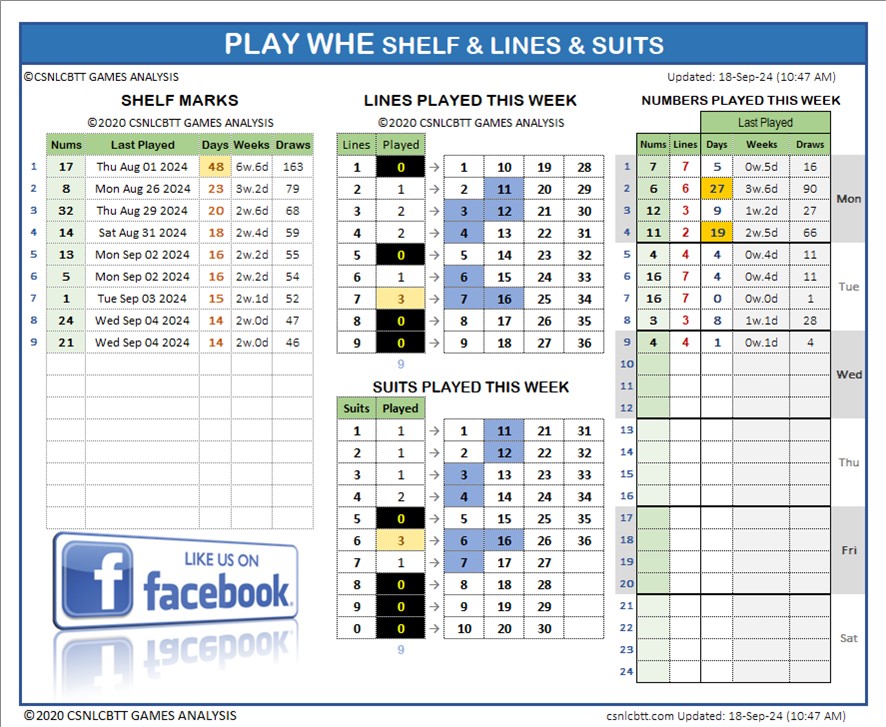 PLAY WHE SHELF & LINES & SUITS
©CSNLCBTT GAMES ANALYSIS
Updated: 18-Sep-24 (10:47 AM)
SHELF MARKS
©2020 CSNLCBTT GAMES ANALYSIS
Nums Last Played Days Weeks Draws
1 17 Thu Aug 01 2024 48 6w.6d 163
2 8 Mon Aug 26 2024 23 3w.2d 79
3 32 Thu Aug 29 2024 20 2w.6d 68
4 14 Sat Aug 31 2024 18 2w.4d 59
5 13 Mon Sep 02 2024 16 2w.2d 55
6 5 Mon Sep 02 2024 16 2w.2d 54
7 1 Tue Sep 03 2024 15 2w.1d 52
8 24 Wed Sep 04 2024 14 2w.0d 47
9 21 Wed Sep 04 2024 14 2w.0d 46
LIKE US ON
facebook.
LINES PLAYED THIS WEEK
©2020 CSNLCBTT GAMES ANALYSIS
Lines Played
1 0 → 1 10 19 28
2 1 → 2 11 20 29
3 2 → 3 12 21 30
4 2 → 4 13 22 31
5 0 → 5 14 23 32
6 1 → 6 15 24 33
7 3 → 7 16 25 34
8 0 → 8 17 26 35
9 0 → 9 18 27 36
9
SUITS PLAYED THIS WEEK
Suits Played
1 1 → 1 11 21 31
2 1 → 2 12 22 32
3 1 → 3 13 23 33
4 2 → 4 14 24 34
5 0 → 5 15 25 35
6 3 → 6 16 26 36
7 1 → 7 17 27
8 0 → 8 18 28
9 0 → 9 19 29
0 0 → 10 20 30
9
NUMBERS PLAYED THIS WEEK
Last Played
Nums Lines Days Weeks Draws
1 7 7 5 0w.5d 16
2 6 6 27 3w.6d 90
Mon
3 12 3 9 1w.2d 27
4 11 2 19 2w.5d 66
5 4 4 4 0w.4d 11
6 16 7 4 0w.4d 11
Tue
7 16 7 0 0w.0d 1
8 3 3 8 1w.1d 28
9 4 4 1 0w.1d 4
10
Wed
11
12
13
14
Thu
15
16
17
18
Fri
19
20
21
22
Sat
23
24
©2020 CSNLCBTT GAMES ANALYSIS
csnlcbtt.com Updated: 18-Sep-24 (10:47 AM)